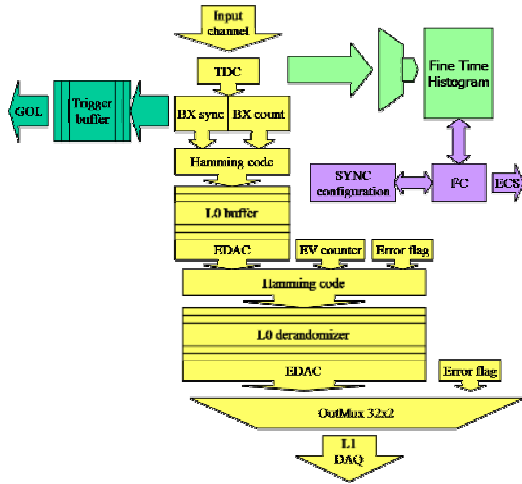 Input
channel
TDC
Fine Time
Histogram
GOL
Trigger
buffer
BX sync
BX count
Hamming code
SYNC
configuration
I²C
ECS
L0 buffer
EDAC
EV counter
Error flag
Hamming code
L0 derandomizer
EDAC
Error flag
OutMux 32x2
L1
DAQ